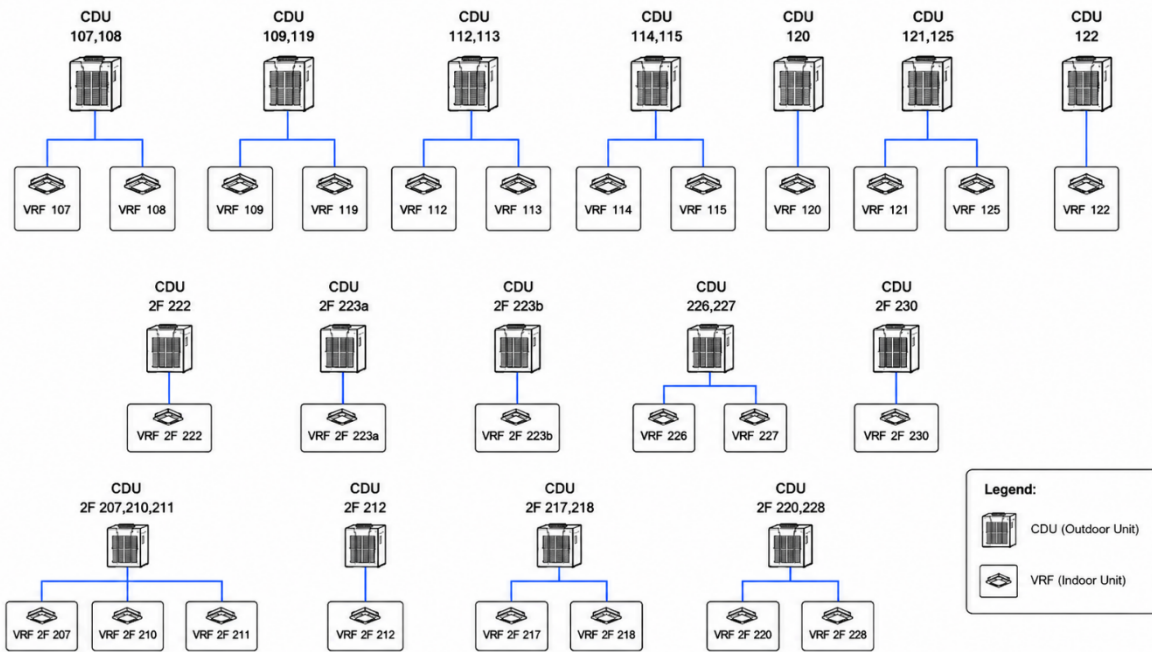 CDU
107,108
CDU
109,119
CDU
112,113
CDU
114,115
CDU
120
CDU
121,125
CDU
122
VRF 107
VRF 108
VRF 109
VRF 119
VRF 112
VRF 113
VRF 114
VRF 115
VRF 120
VRF 121
VRF 125
VRF 122
CDU
2F 222
CDU
2F 223a
CDU
2F 223b
CDU
226,227
CDU
2F 230
VRF 2F 222
VRF 2F 223a
VRF 2F 223b
VRF 226
VRF 227
VRF 2F 230
CDU
2F 207,210,211
CDU
2F 212
CDU
2F 217,218
CDU
2F 220,228
VRF 2F 207
VRF 2F 210
VRF 2F 211
VRF 2F 212
VRF 2F 217
VRF 2F 218
VRF 2F 220
VRF 2F 228
Legend:
CDU (Outdoor Unit)
VRF (Indoor Unit)